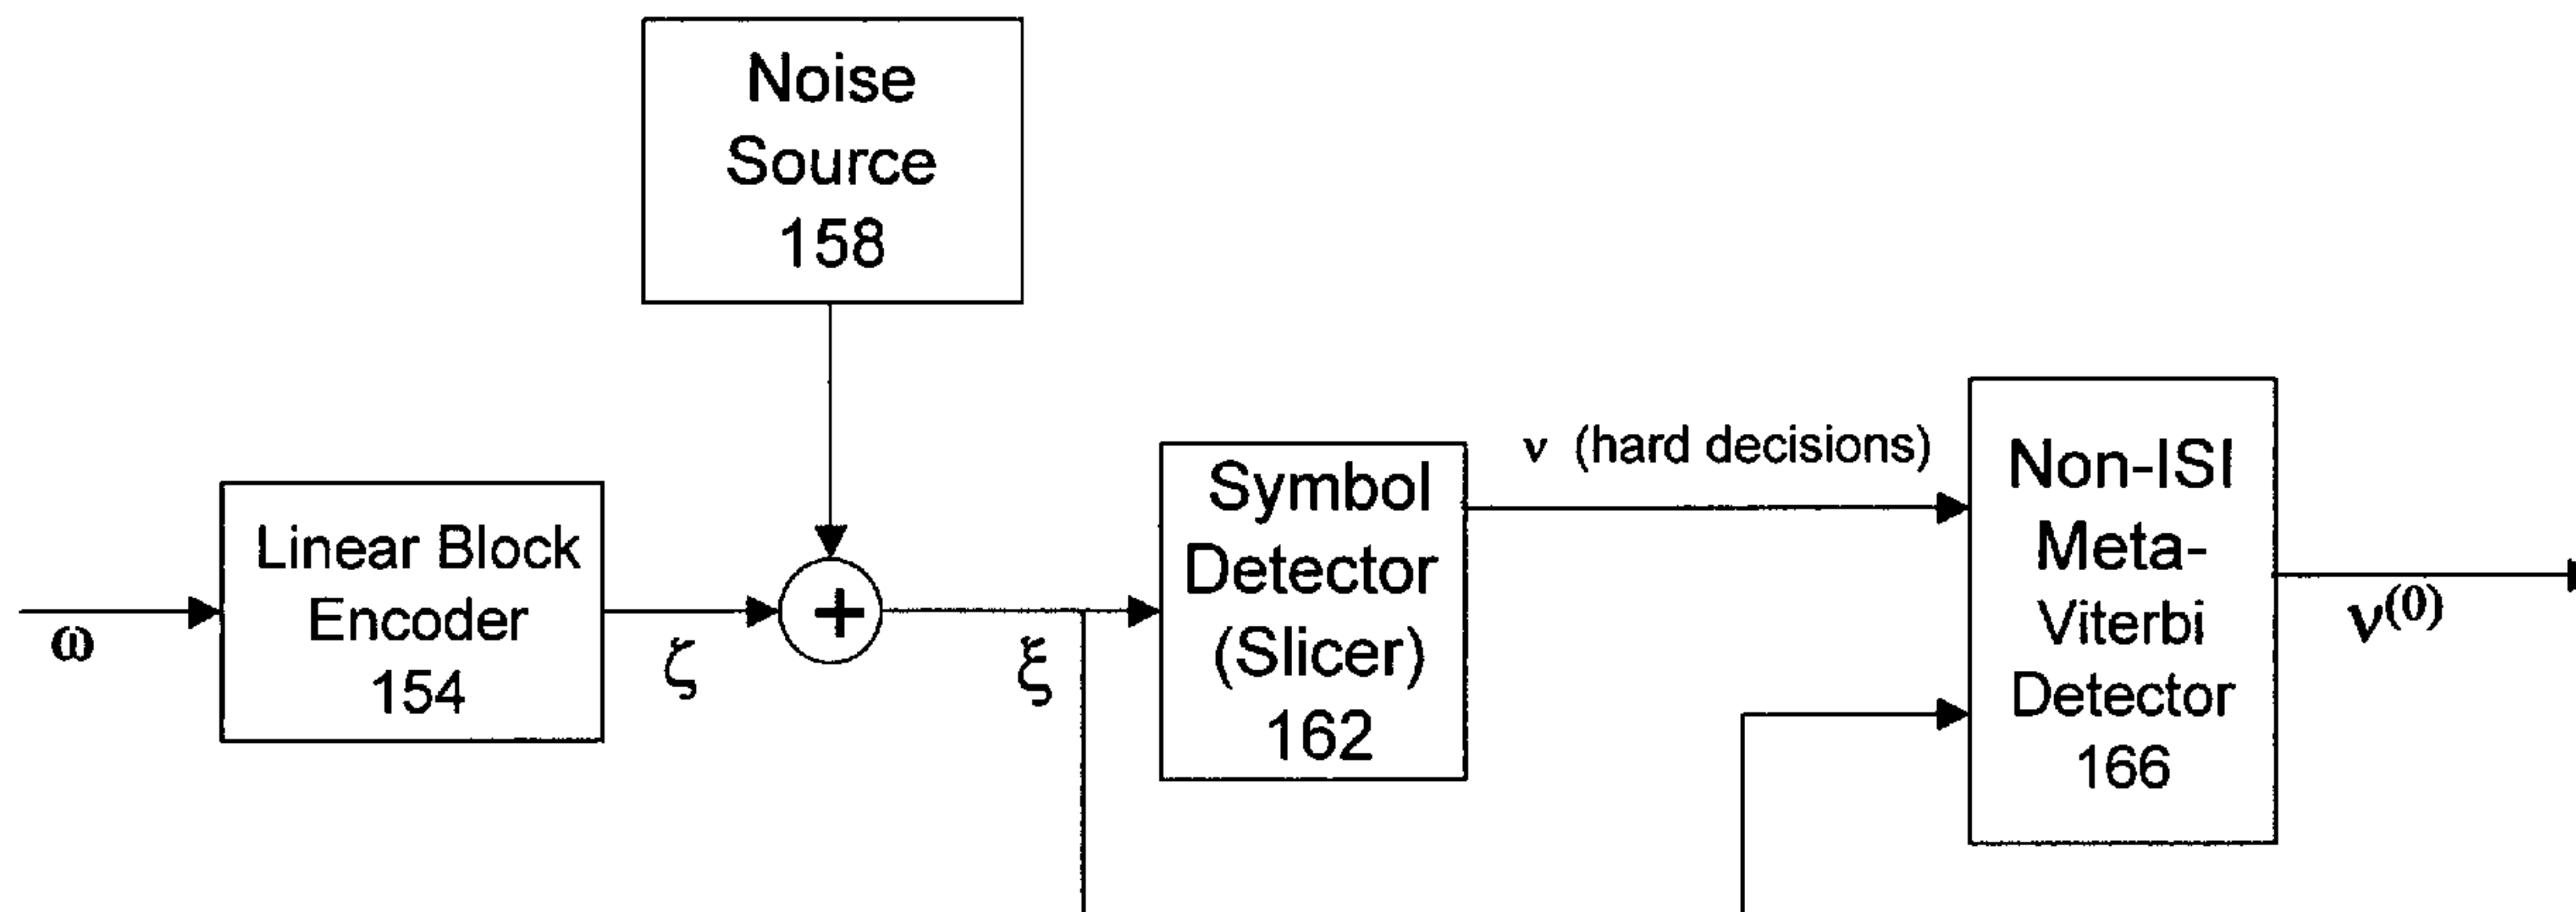 Noise
Source
158
ν (hard decisions)
Linear Block
Encoder
154
ω
ζ
+
ξ
Symbol
Detector
(Slicer)
162
Non-ISI
Meta-
Viterbi
Detector
166
ν(0)